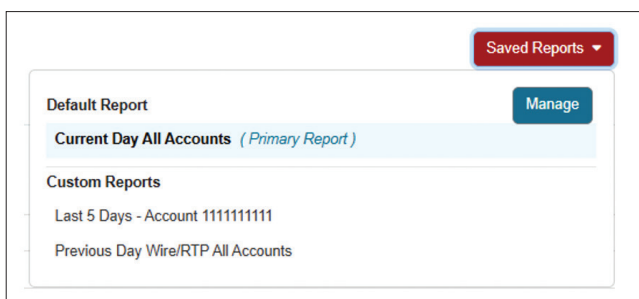 Saved Reports
Default Report
Manage
Current Day All Accounts ( Primary Report )
Custom Reports
Last 5 Days - Account 1111111111
Previous Day Wire/RTP All Accounts